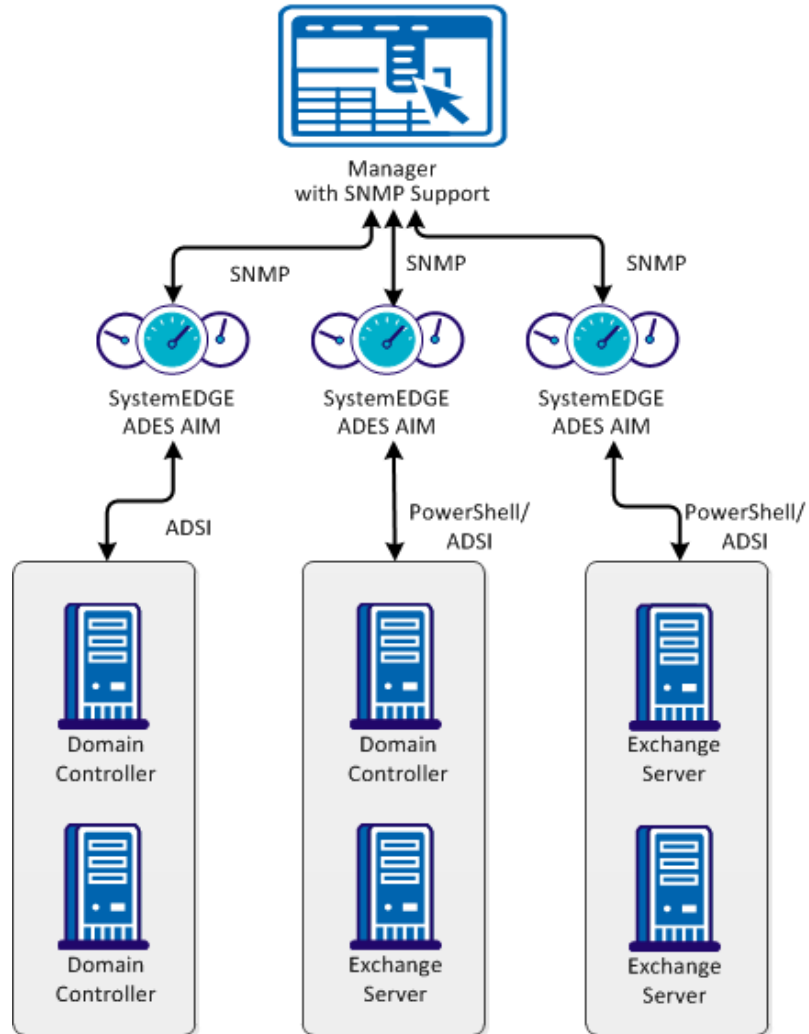 Manager
with SNMP Support
SNMP
SNMP
SNMP
SystemEDGE
ADES AIM
SystemEDGE
ADES AIM
SystemEDGE
ADES AIM
ADSI
PowerShell/
ADSI
PowerShell/
ADSI
Domain
Controller
Domain
Controller
Exchange
Server
Domain
Controller
Exchange
Server
Exchange
Server